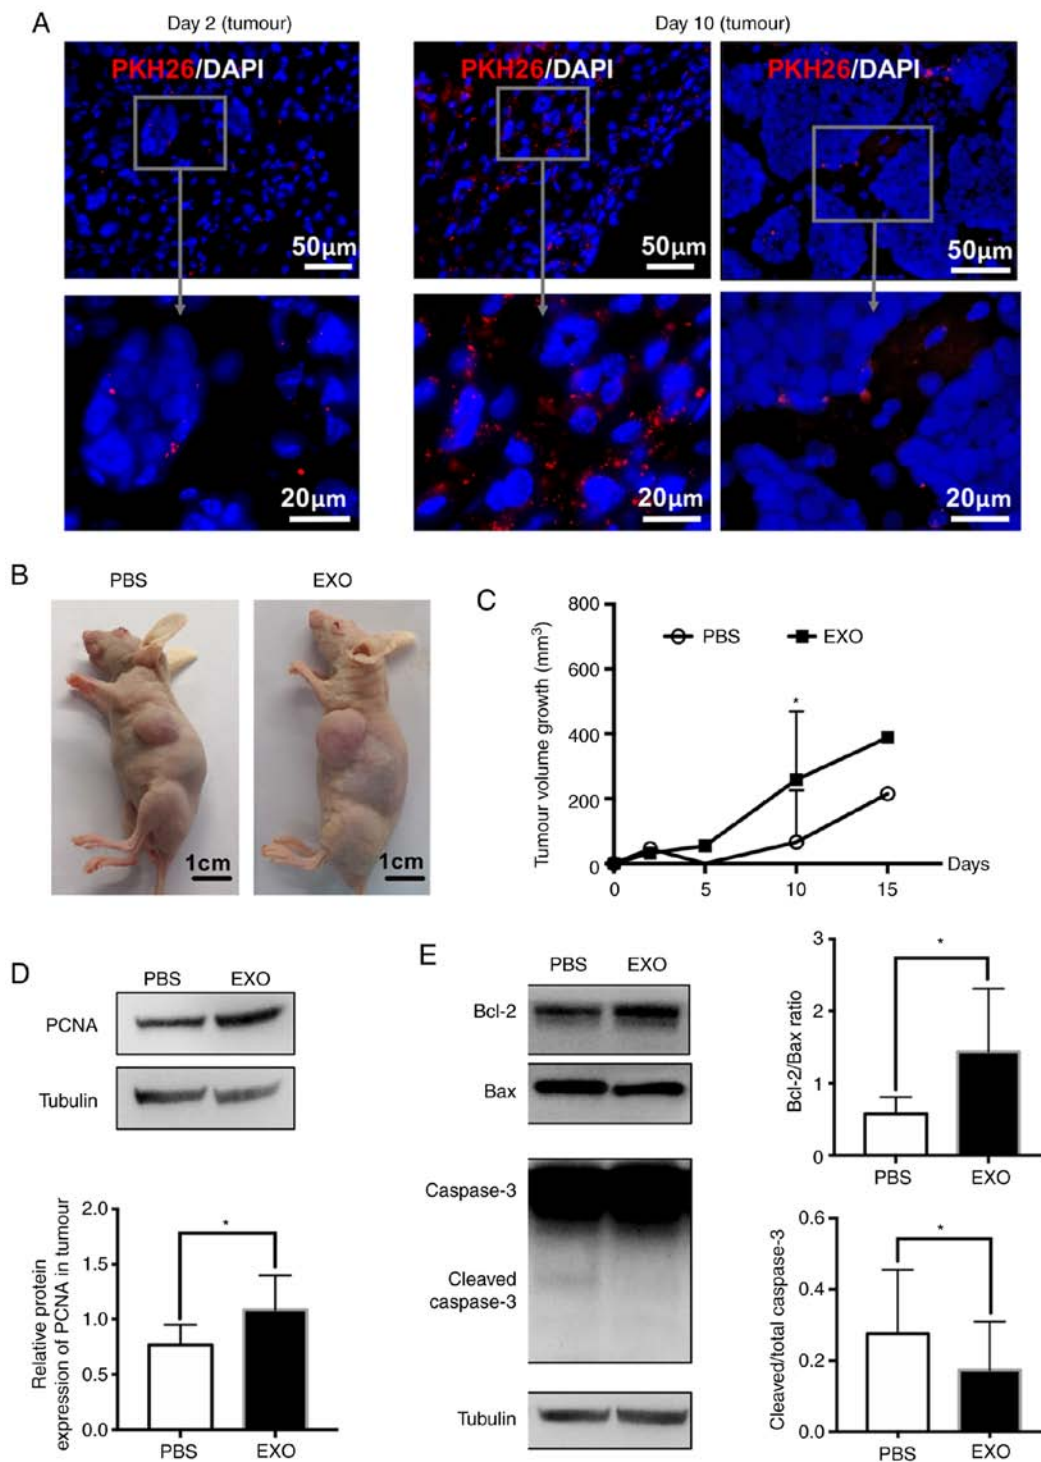 A
Day 2 (tumour)
Day 10 (tumour)
PKH26/DAPI
PKH26/DAPI
PKH26/DAPI
50µm
50µm
50µm
20µm
20µm
20µm
B
PBS
EXO
1cm
1cm
C
Tumour volume growth (mm³)
800
600
400
200
0
PBS
EXO
*
0
5
10
15
Days
D
PBS
EXO
PCNA
Tubulin
Relative protein
expression of PCNA in tumour
2.0
1.5
1.0
0.5
0.0
*
PBS
EXO
E
PBS
EXO
Bcl-2
Bax
Caspase-3
Cleaved
caspase-3
Tubulin
Bcl-2/Bax ratio
3
2
1
0
*
PBS
EXO
Cleaved/total caspase-3
0.6
0.4
0.2
0.0
*
PBS
EXO